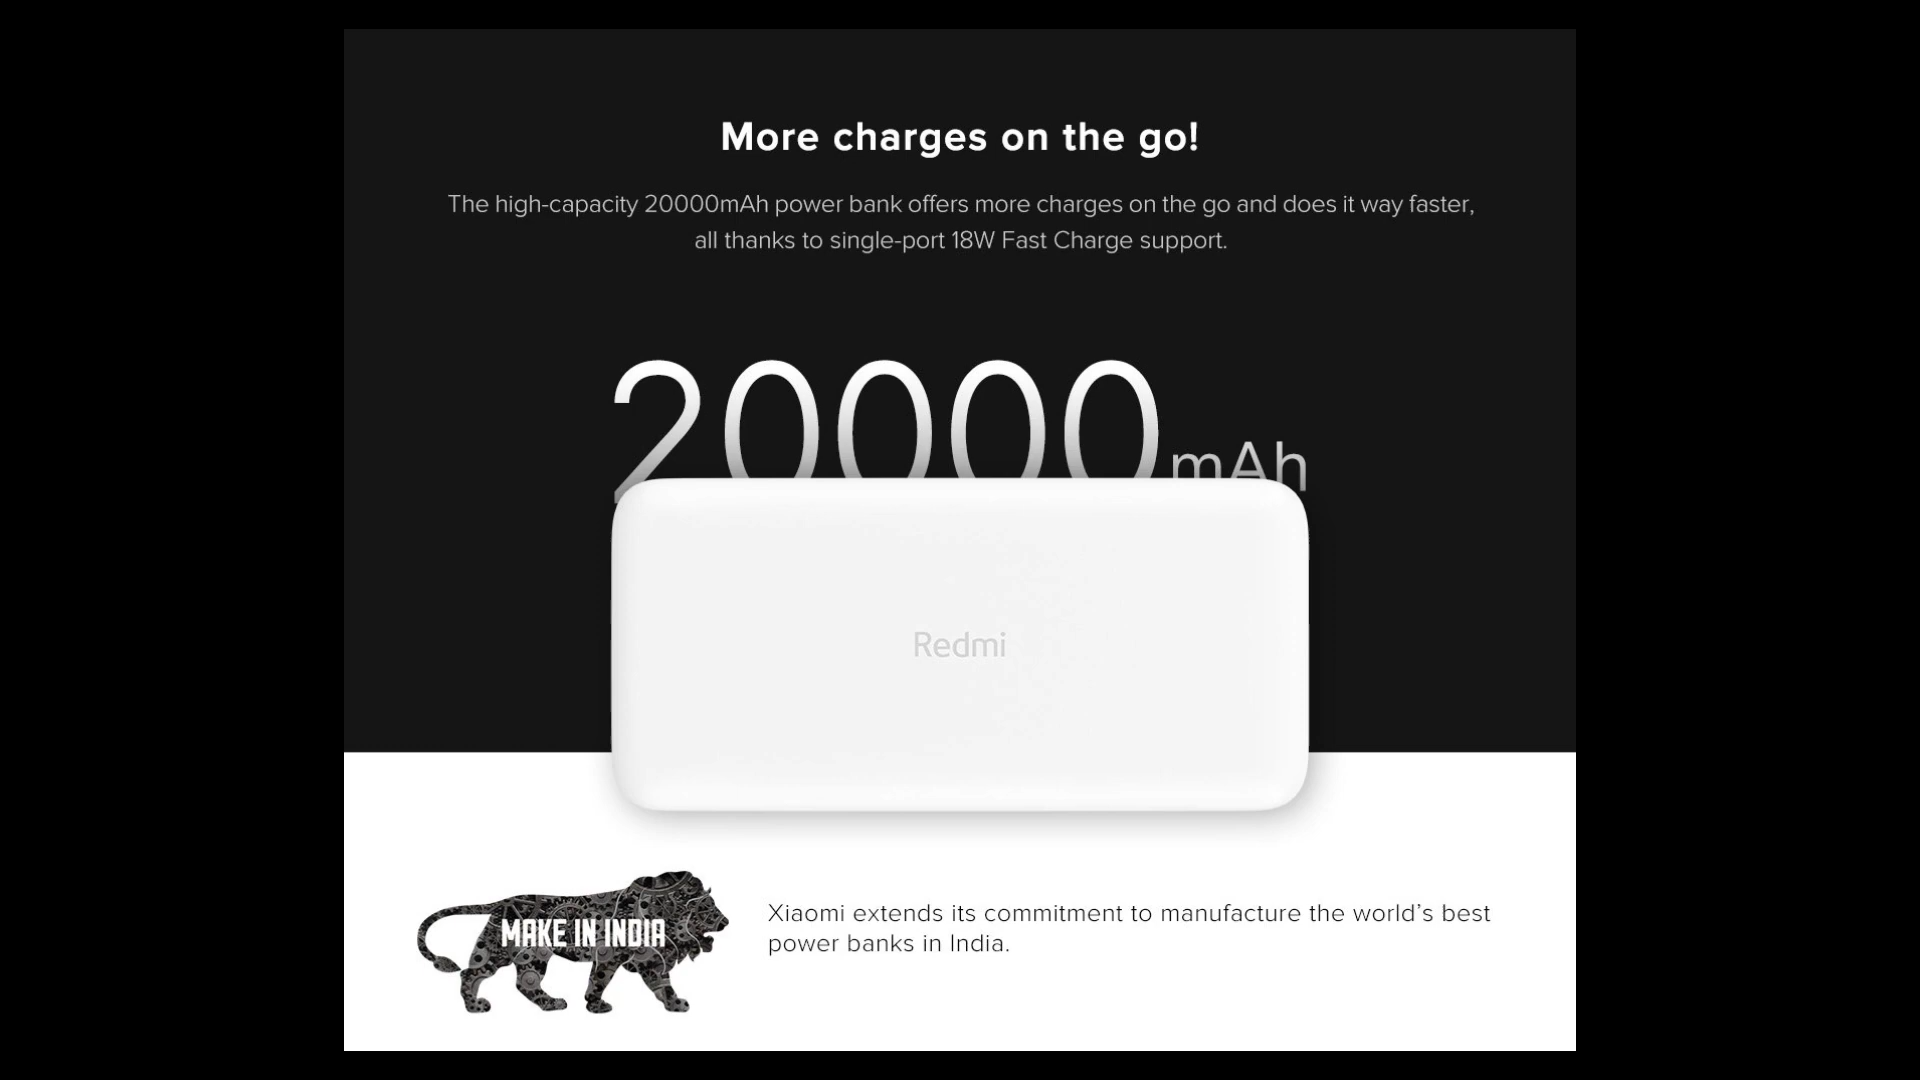 More charges on the go!
The high-capacity 20000mAh power bank offers more charges on the go and does it way faster,
all thanks to single-port 18W Fast Charge support.
20000mAh
Redmi
MAKE IN INDIA
Xiaomi extends its commitment to manufacture the world’s best
power banks in India.